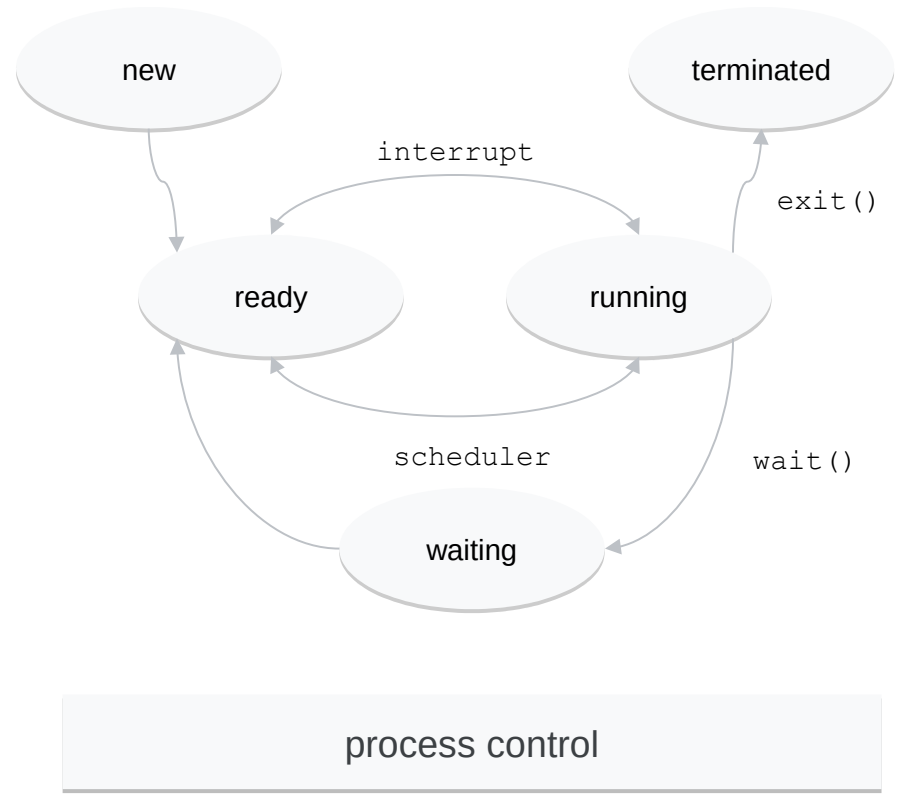 new
terminated
interrupt
exit()
ready
running
scheduler
wait()
waiting
process control